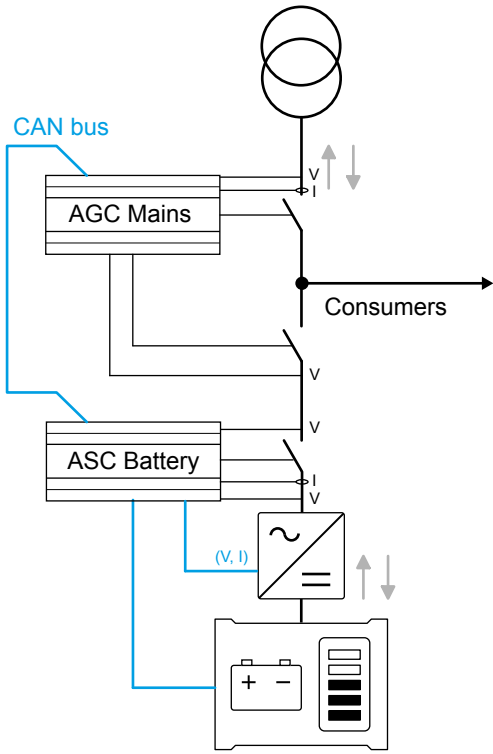 CAN bus
V
I
AGC Mains
Consumers
V
V
ASC Battery
I
V
(V, I)
+ −